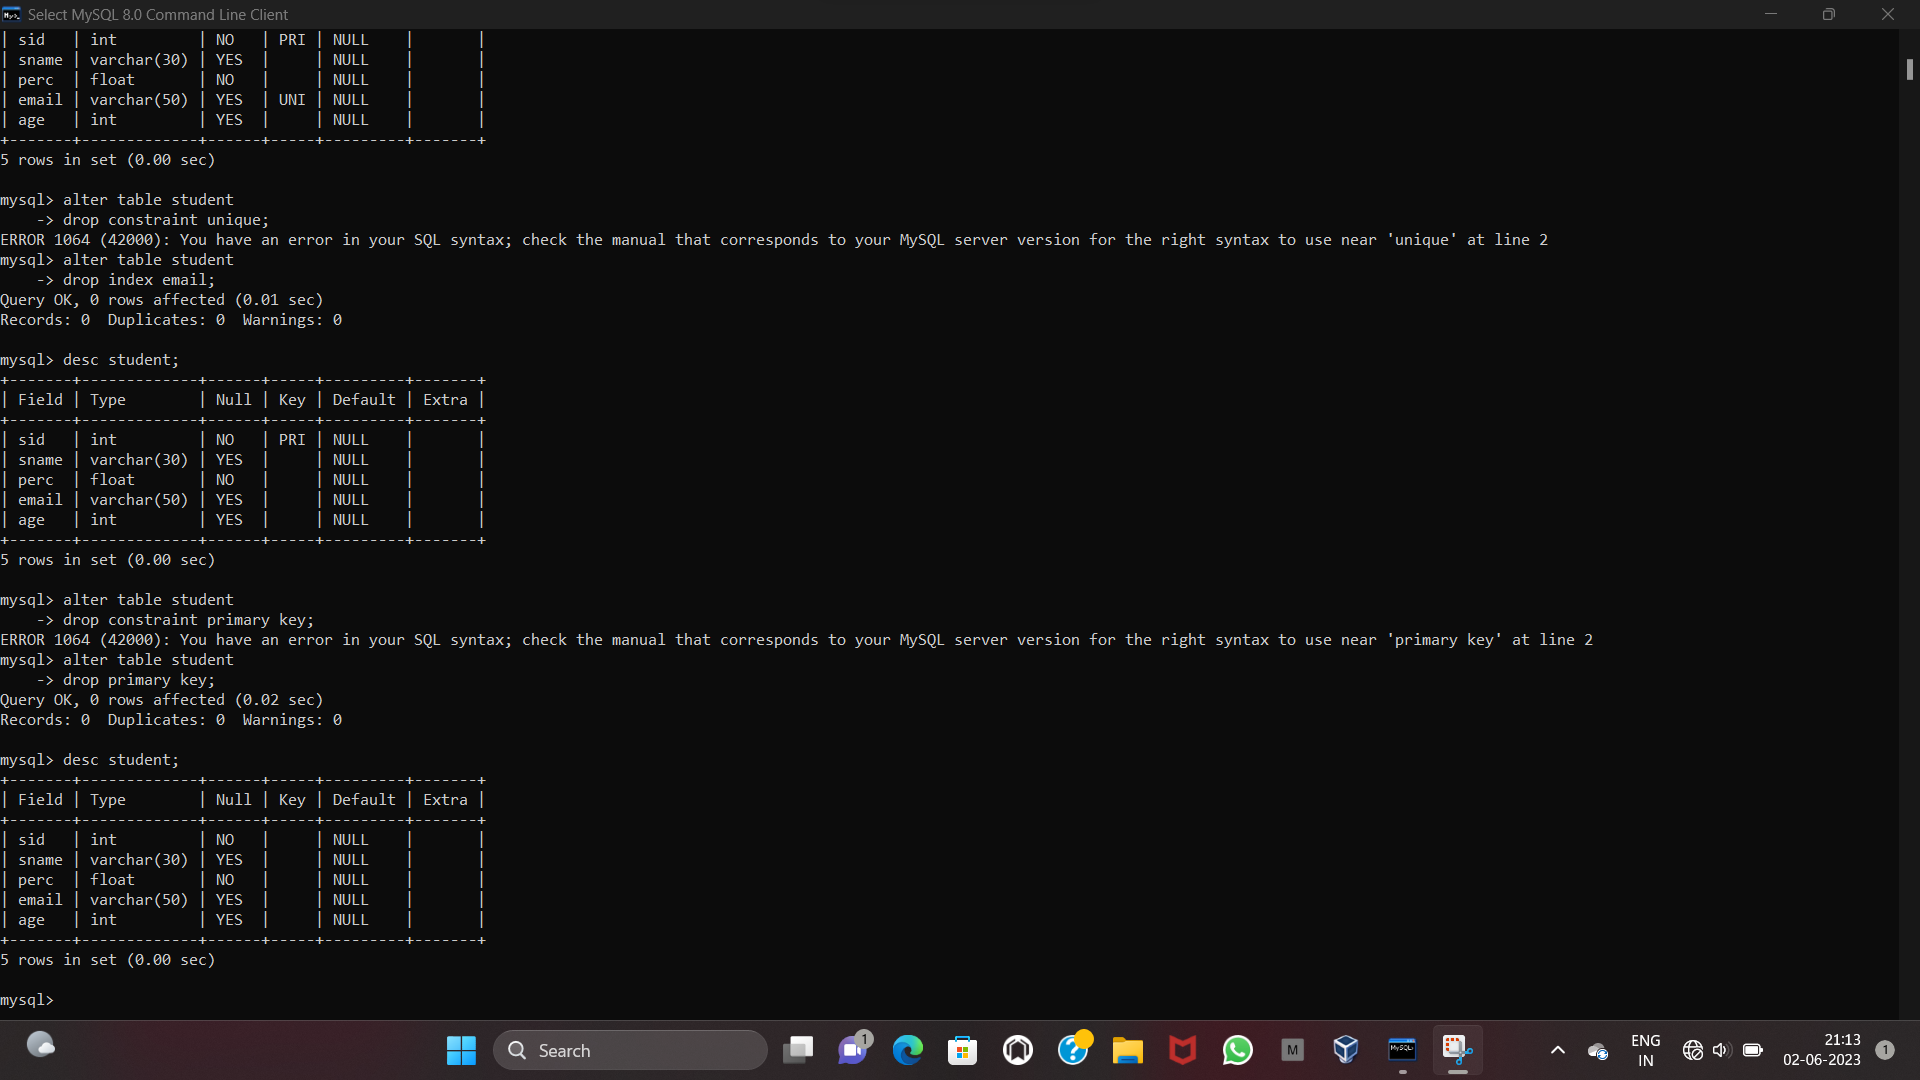 Select MySQL 8.0 Command Line Client
| sid   | int         | NO   | PRI | NULL    |       |
| sname | varchar(30) | YES  |     | NULL    |       |
| perc  | float       | NO   |     | NULL    |       |
| email | varchar(50) | YES  | UNI | NULL    |       |
| age   | int         | YES  |     | NULL    |       |
+-------+-------------+------+-----+---------+-------+
5 rows in set (0.00 sec)
mysql> alter table student
    -> drop constraint unique;
ERROR 1064 (42000): You have an error in your SQL syntax; check the manual that corresponds to your MySQL server version for the right syntax to use near 'unique' at line 2
mysql> alter table student
    -> drop index email;
Query OK, 0 rows affected (0.01 sec)
Records: 0  Duplicates: 0  Warnings: 0
mysql> desc student;
+-------+-------------+------+-----+---------+-------+
| Field | Type        | Null | Key | Default | Extra |
+-------+-------------+------+-----+---------+-------+
| sid   | int         | NO   | PRI | NULL    |       |
| sname | varchar(30) | YES  |     | NULL    |       |
| perc  | float       | NO   |     | NULL    |       |
| email | varchar(50) | YES  |     | NULL    |       |
| age   | int         | YES  |     | NULL    |       |
+-------+-------------+------+-----+---------+-------+
5 rows in set (0.00 sec)
mysql> alter table student
    -> drop constraint primary key;
ERROR 1064 (42000): You have an error in your SQL syntax; check the manual that corresponds to your MySQL server version for the right syntax to use near 'primary key' at line 2
mysql> alter table student
    -> drop primary key;
Query OK, 0 rows affected (0.02 sec)
Records: 0  Duplicates: 0  Warnings: 0
mysql> desc student;
+-------+-------------+------+-----+---------+-------+
| Field | Type        | Null | Key | Default | Extra |
+-------+-------------+------+-----+---------+-------+
| sid   | int         | NO   |     | NULL    |       |
| sname | varchar(30) | YES  |     | NULL    |       |
| perc  | float       | NO   |     | NULL    |       |
| email | varchar(50) | YES  |     | NULL    |       |
| age   | int         | YES  |     | NULL    |       |
+-------+-------------+------+-----+---------+-------+
5 rows in set (0.00 sec)
mysql>
Search
1
M
MySQL
ENG
IN
21:13
02-06-2023
1